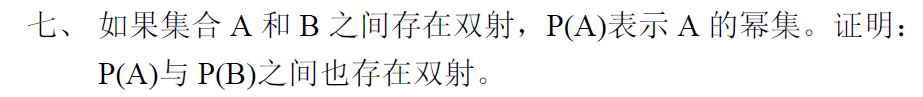 七、 如果集合 A 和 B 之间存在双射，P(A)表示 A 的幂集。证明：
P(A)与 P(B)之间也存在双射。